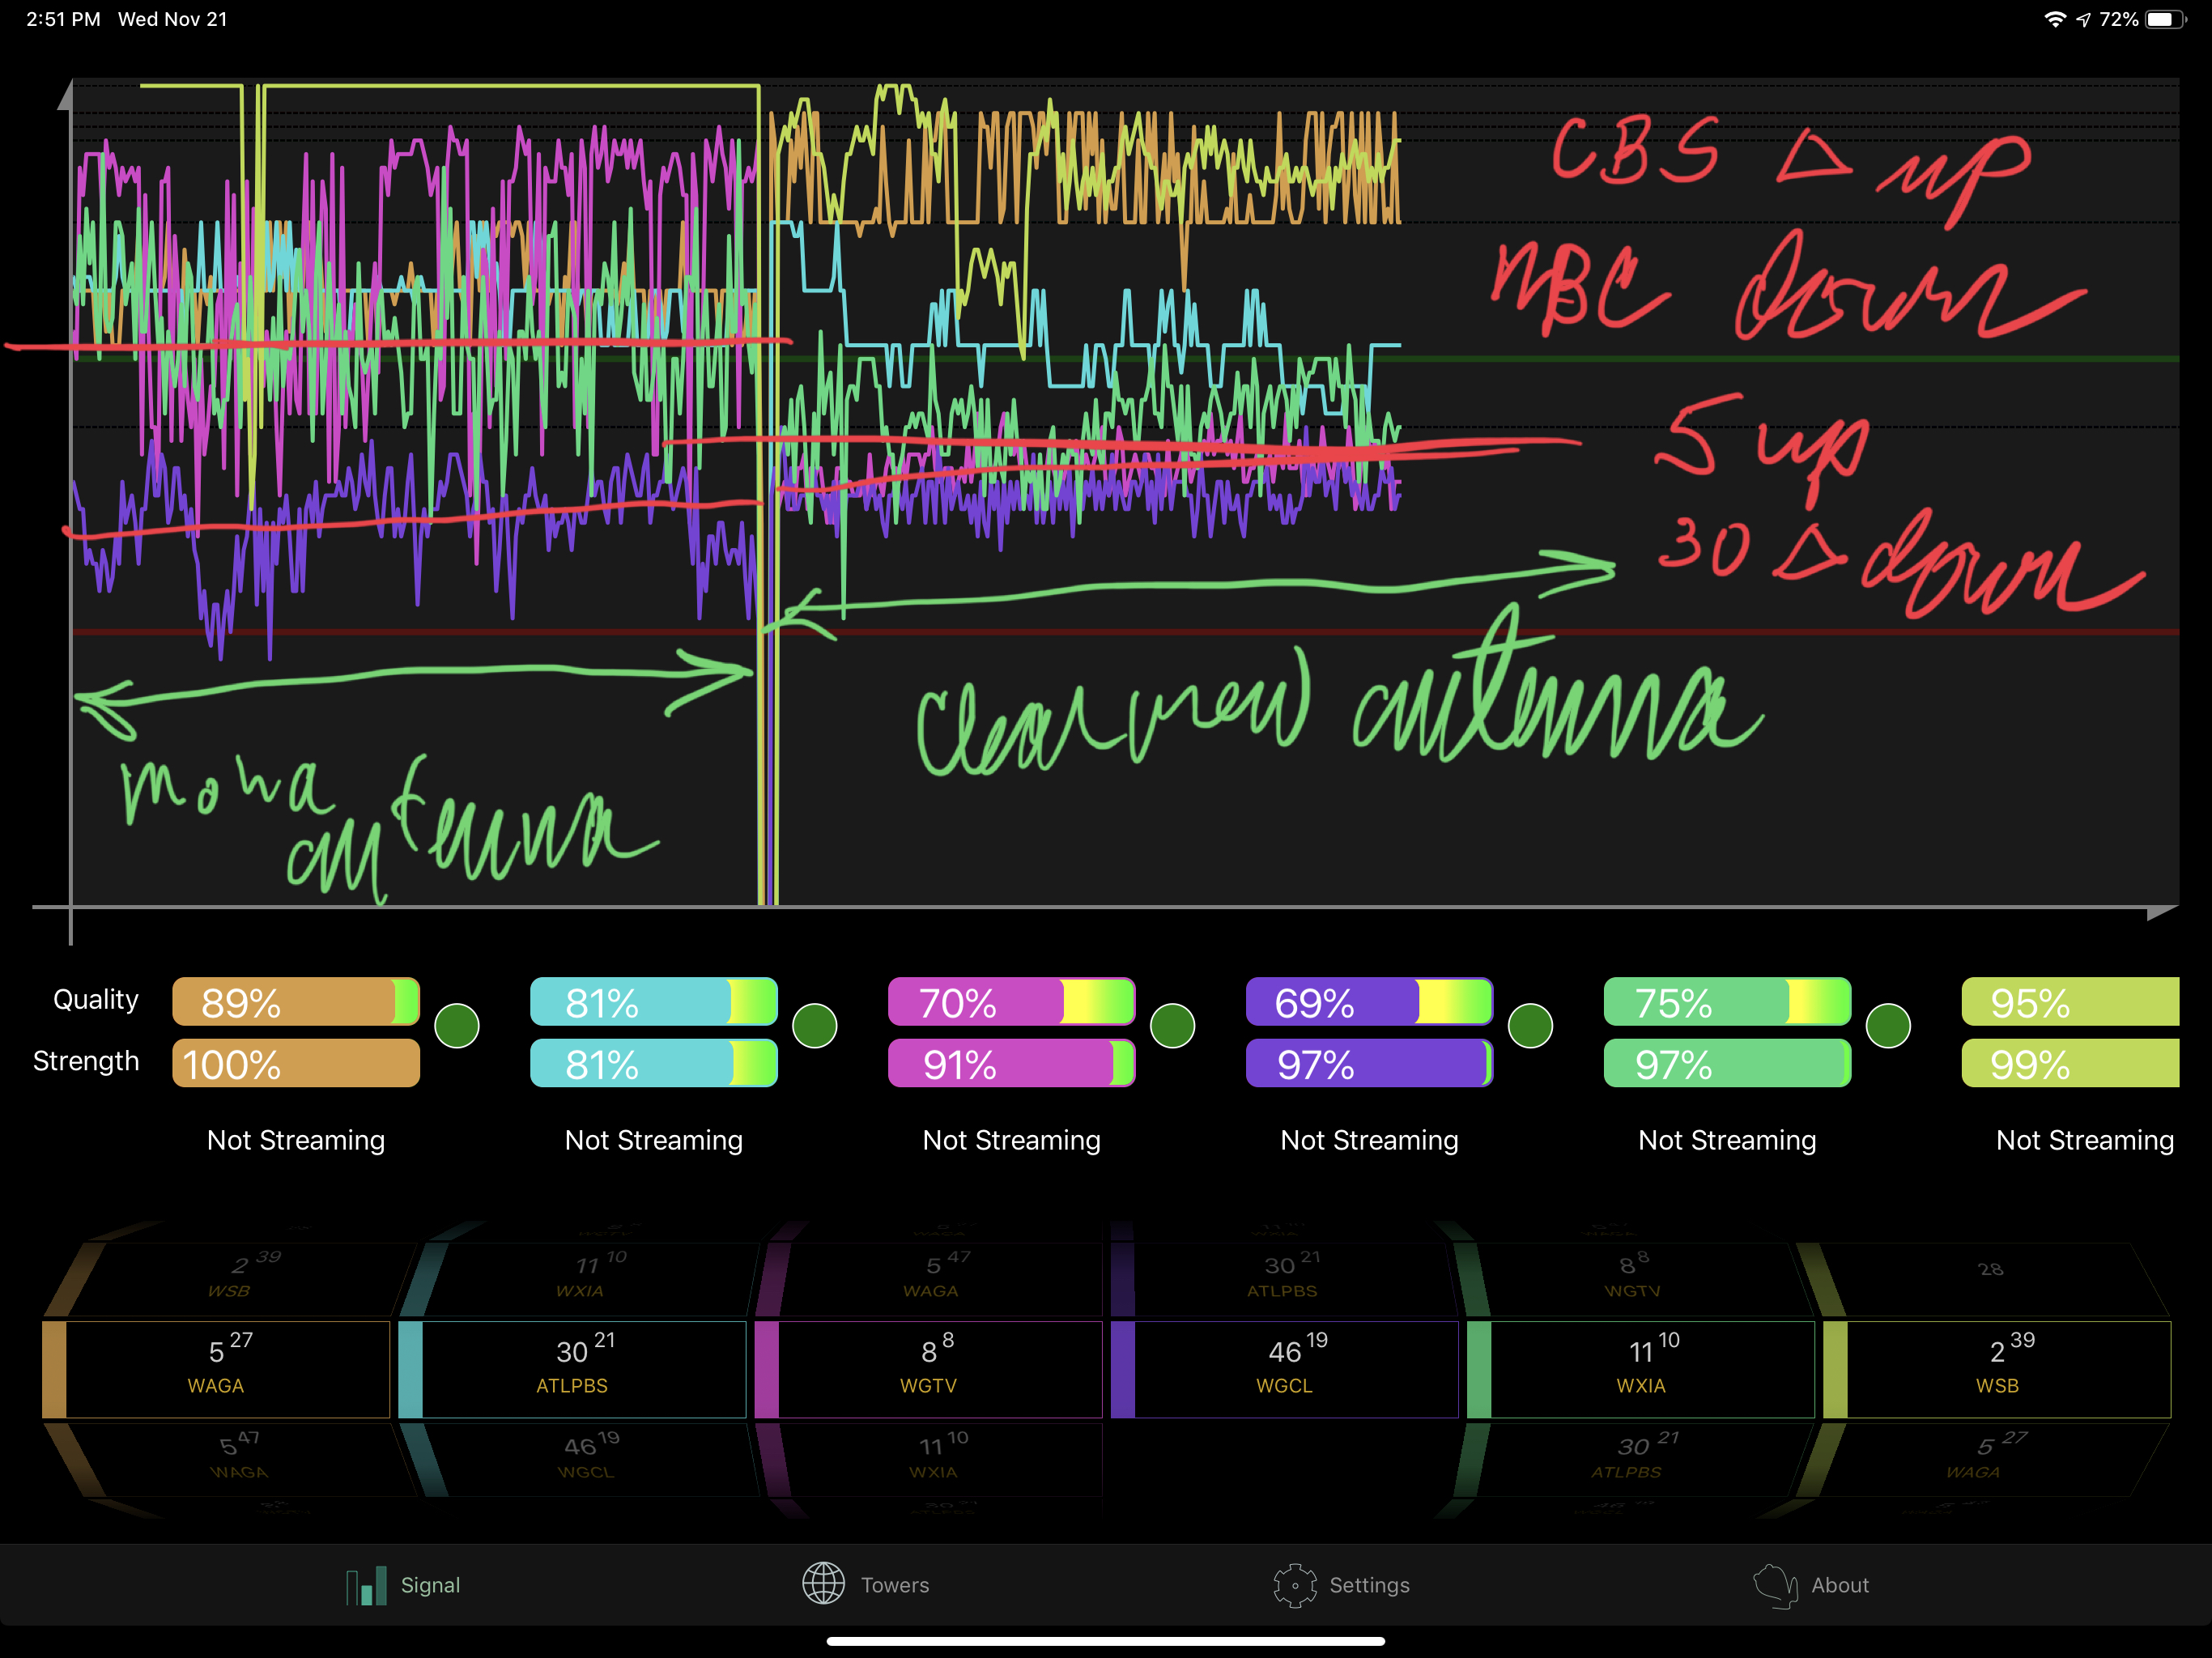 2:51 PM Wed Nov 21 72%
CBS △ up
NBC down
5 up
30 △ down
clear view antenna
mohu
antenna
Quality 89% 81% 70% 69% 75% 95%
Strength 100% 81% 91% 97% 97% 99%
Not Streaming Not Streaming Not Streaming Not Streaming Not Streaming Not Streaming
2 39 11 10 5 47 30 21 8 8 28
WSB WXIA WAGA ATLPBS WGTV
5 27 30 21 8 8 46 19 11 10 2 39
WAGA ATLPBS WGTV WGCL WXIA WSB
5 47 46 19 11 10 30 21 5 27
WAGA WGCL WXIA ATLPBS WAGA
Signal Towers Settings About